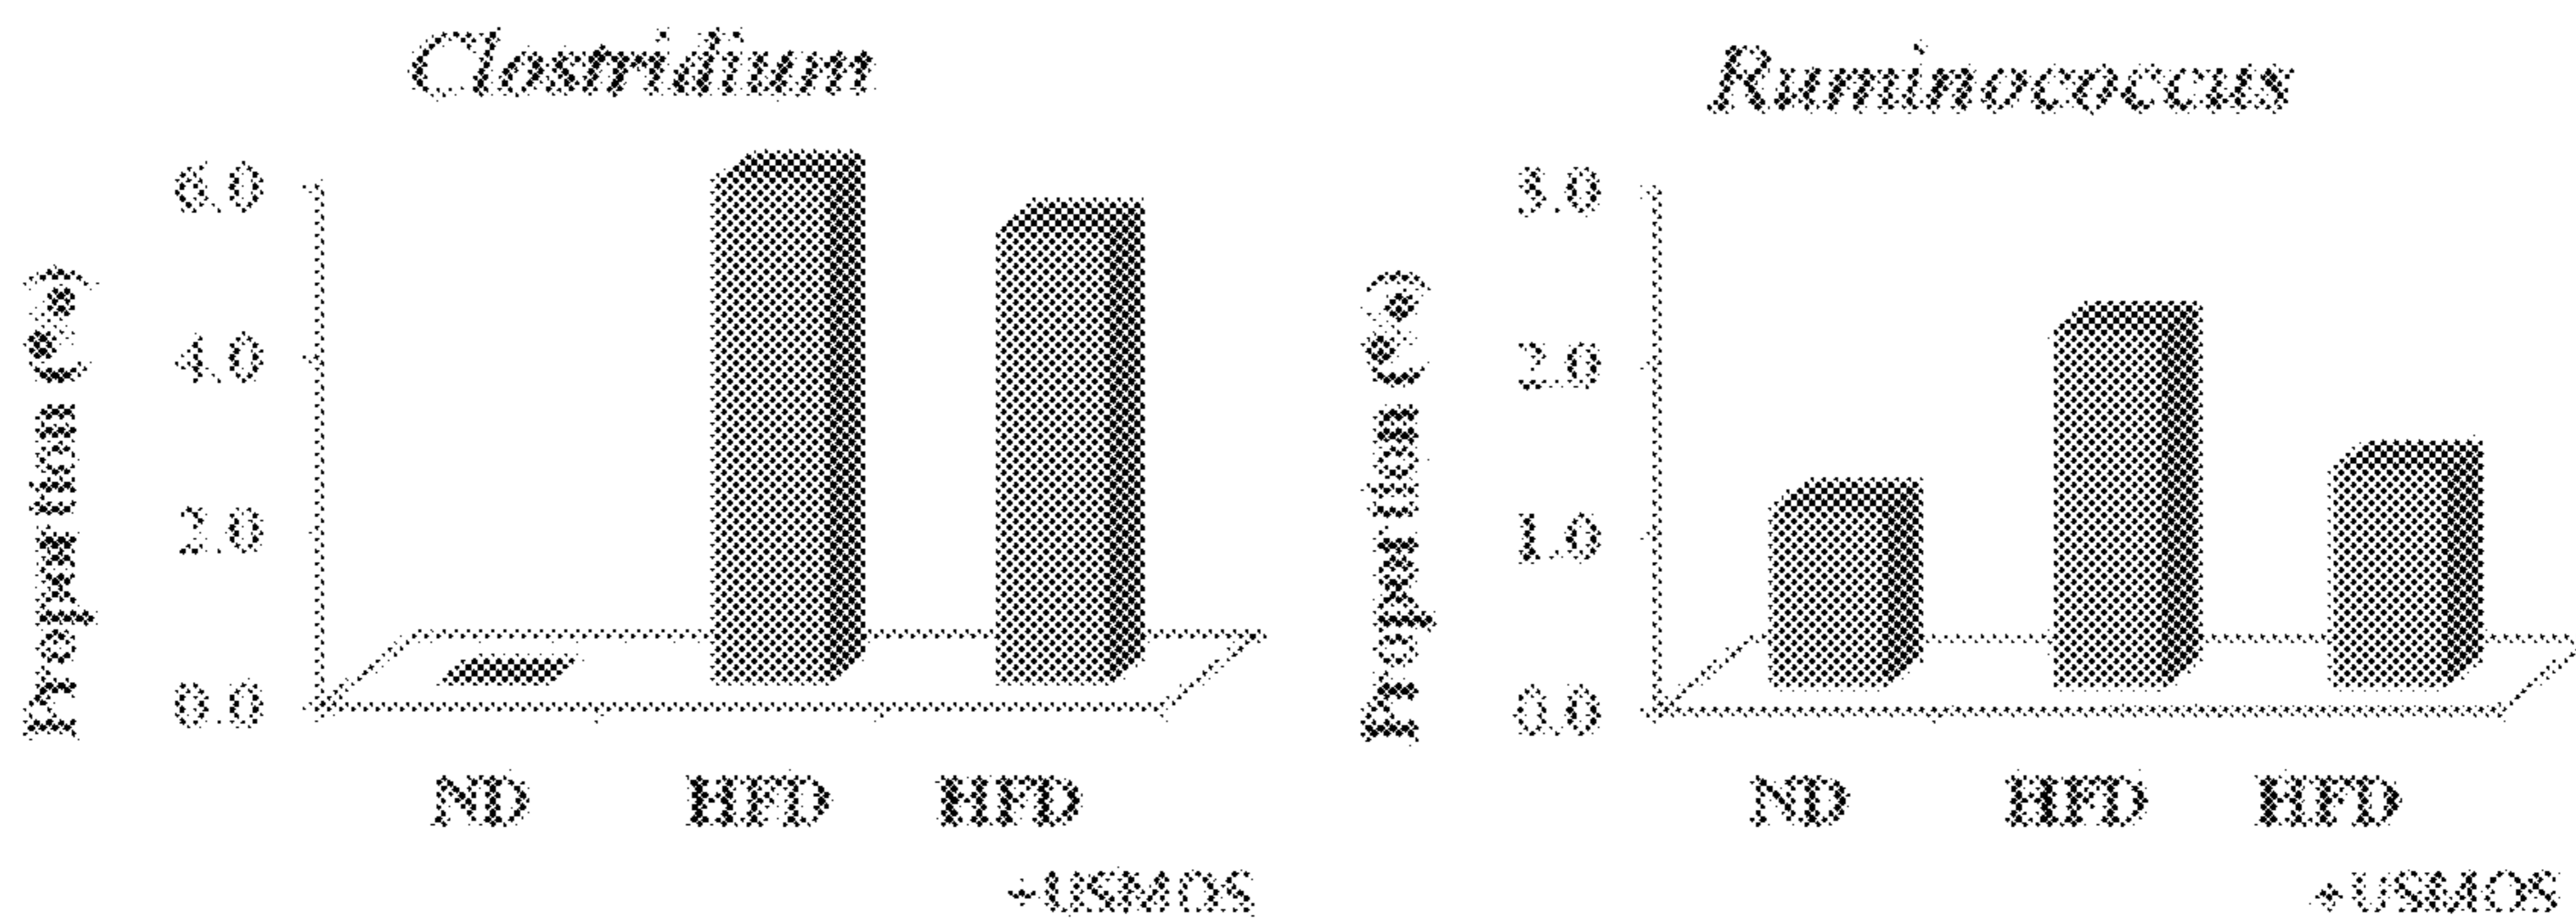 Clostridium
Proportion (%)
6.0
4.0
2.0
0.0
ND HFD HFD
+USMOS
Ruminococcus
Proportion (%)
3.0
2.0
1.0
0.0
ND HFD HFD
+USMOS